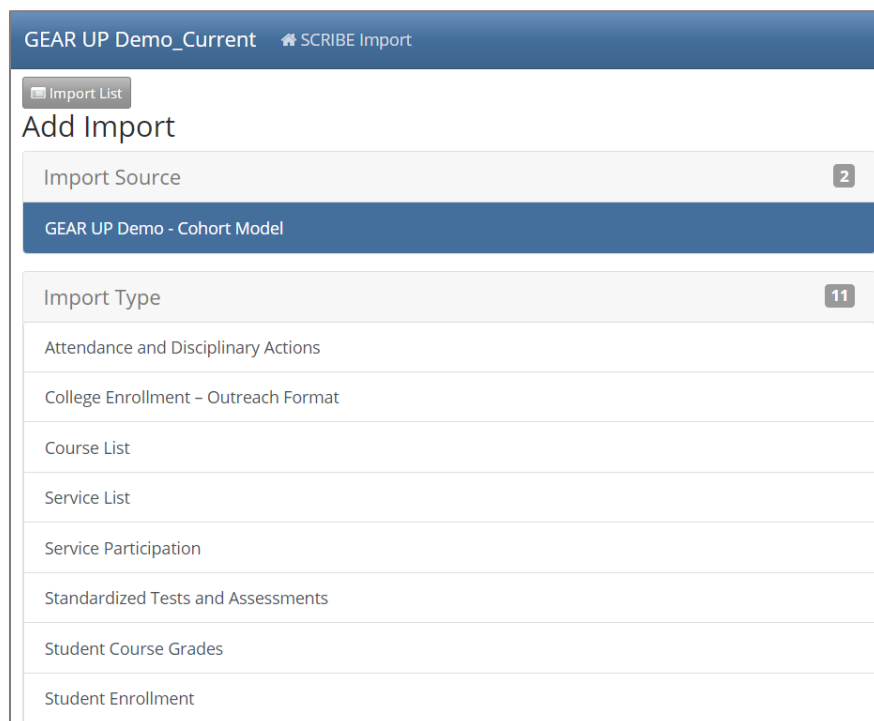 GEAR UP Demo_Current SCRIBE Import
Import List
Add Import
Import Source 2
GEAR UP Demo - Cohort Model
Import Type 11
Attendance and Disciplinary Actions
College Enrollment – Outreach Format
Course List
Service List
Service Participation
Standardized Tests and Assessments
Student Course Grades
Student Enrollment